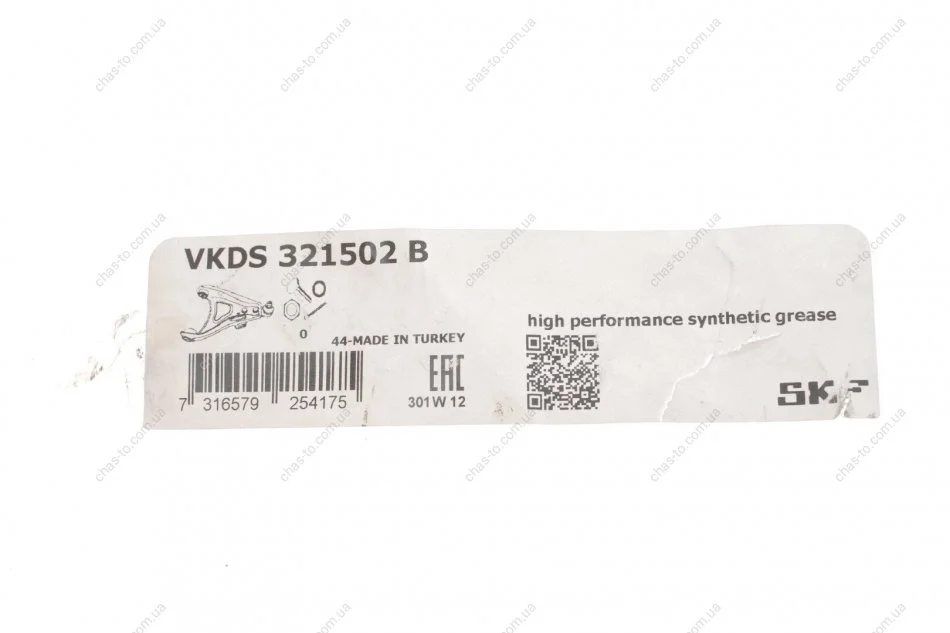 VKDS 321502 B
0
44-MADE IN TURKEY
7 316579 254175
EAC
301W 12
high performance synthetic grease
SKF
chas-to.com.ua